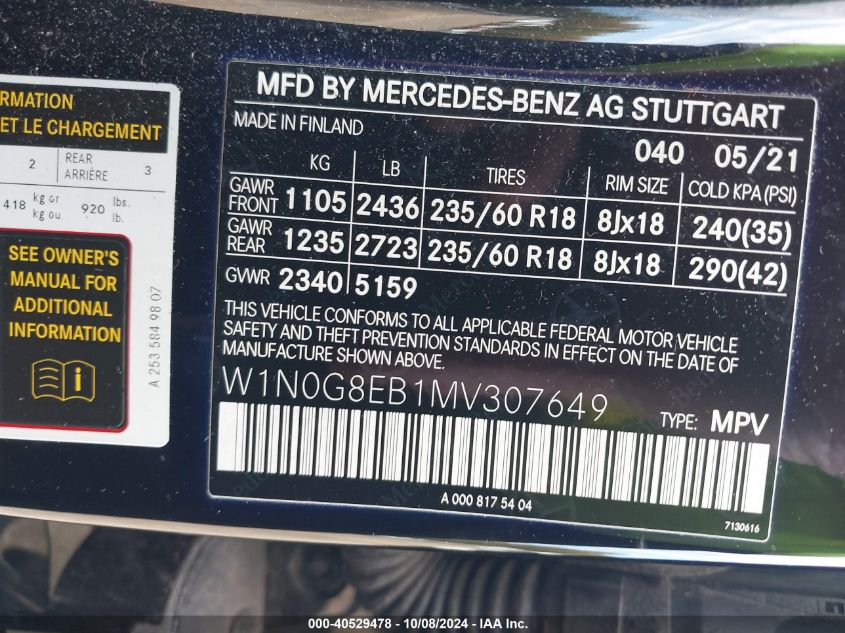 RMATION
ET LE CHARGEMENT
2 REAR ARRIÈRE 3
418 kg or kg ou 920 lbs. lb.
SEE OWNER'S
MANUAL FOR
ADDITIONAL
INFORMATION
A 253 584 98 07
MFD BY MERCEDES-BENZ AG STUTTGART
MADE IN FINLAND
040 05/21
KG LB TIRES RIM SIZE COLD KPA (PSI)
GAWR FRONT 1105 2436 235/60 R18 8Jx18 240(35)
GAWR REAR 1235 2723 235/60 R18 8Jx18 290(42)
GVWR 2340 5159
THIS VEHICLE CONFORMS TO ALL APPLICABLE FEDERAL MOTOR VEHICLE
SAFETY AND THEFT PREVENTION STANDARDS IN EFFECT ON THE DATE OF
MANUFACTURE SHOWN ABOVE.
W1N0G8EB1MV307649
TYPE: MPV
A 000 817 54 04
7130616
000-40529478 - 10/08/2024 - IAA Inc.